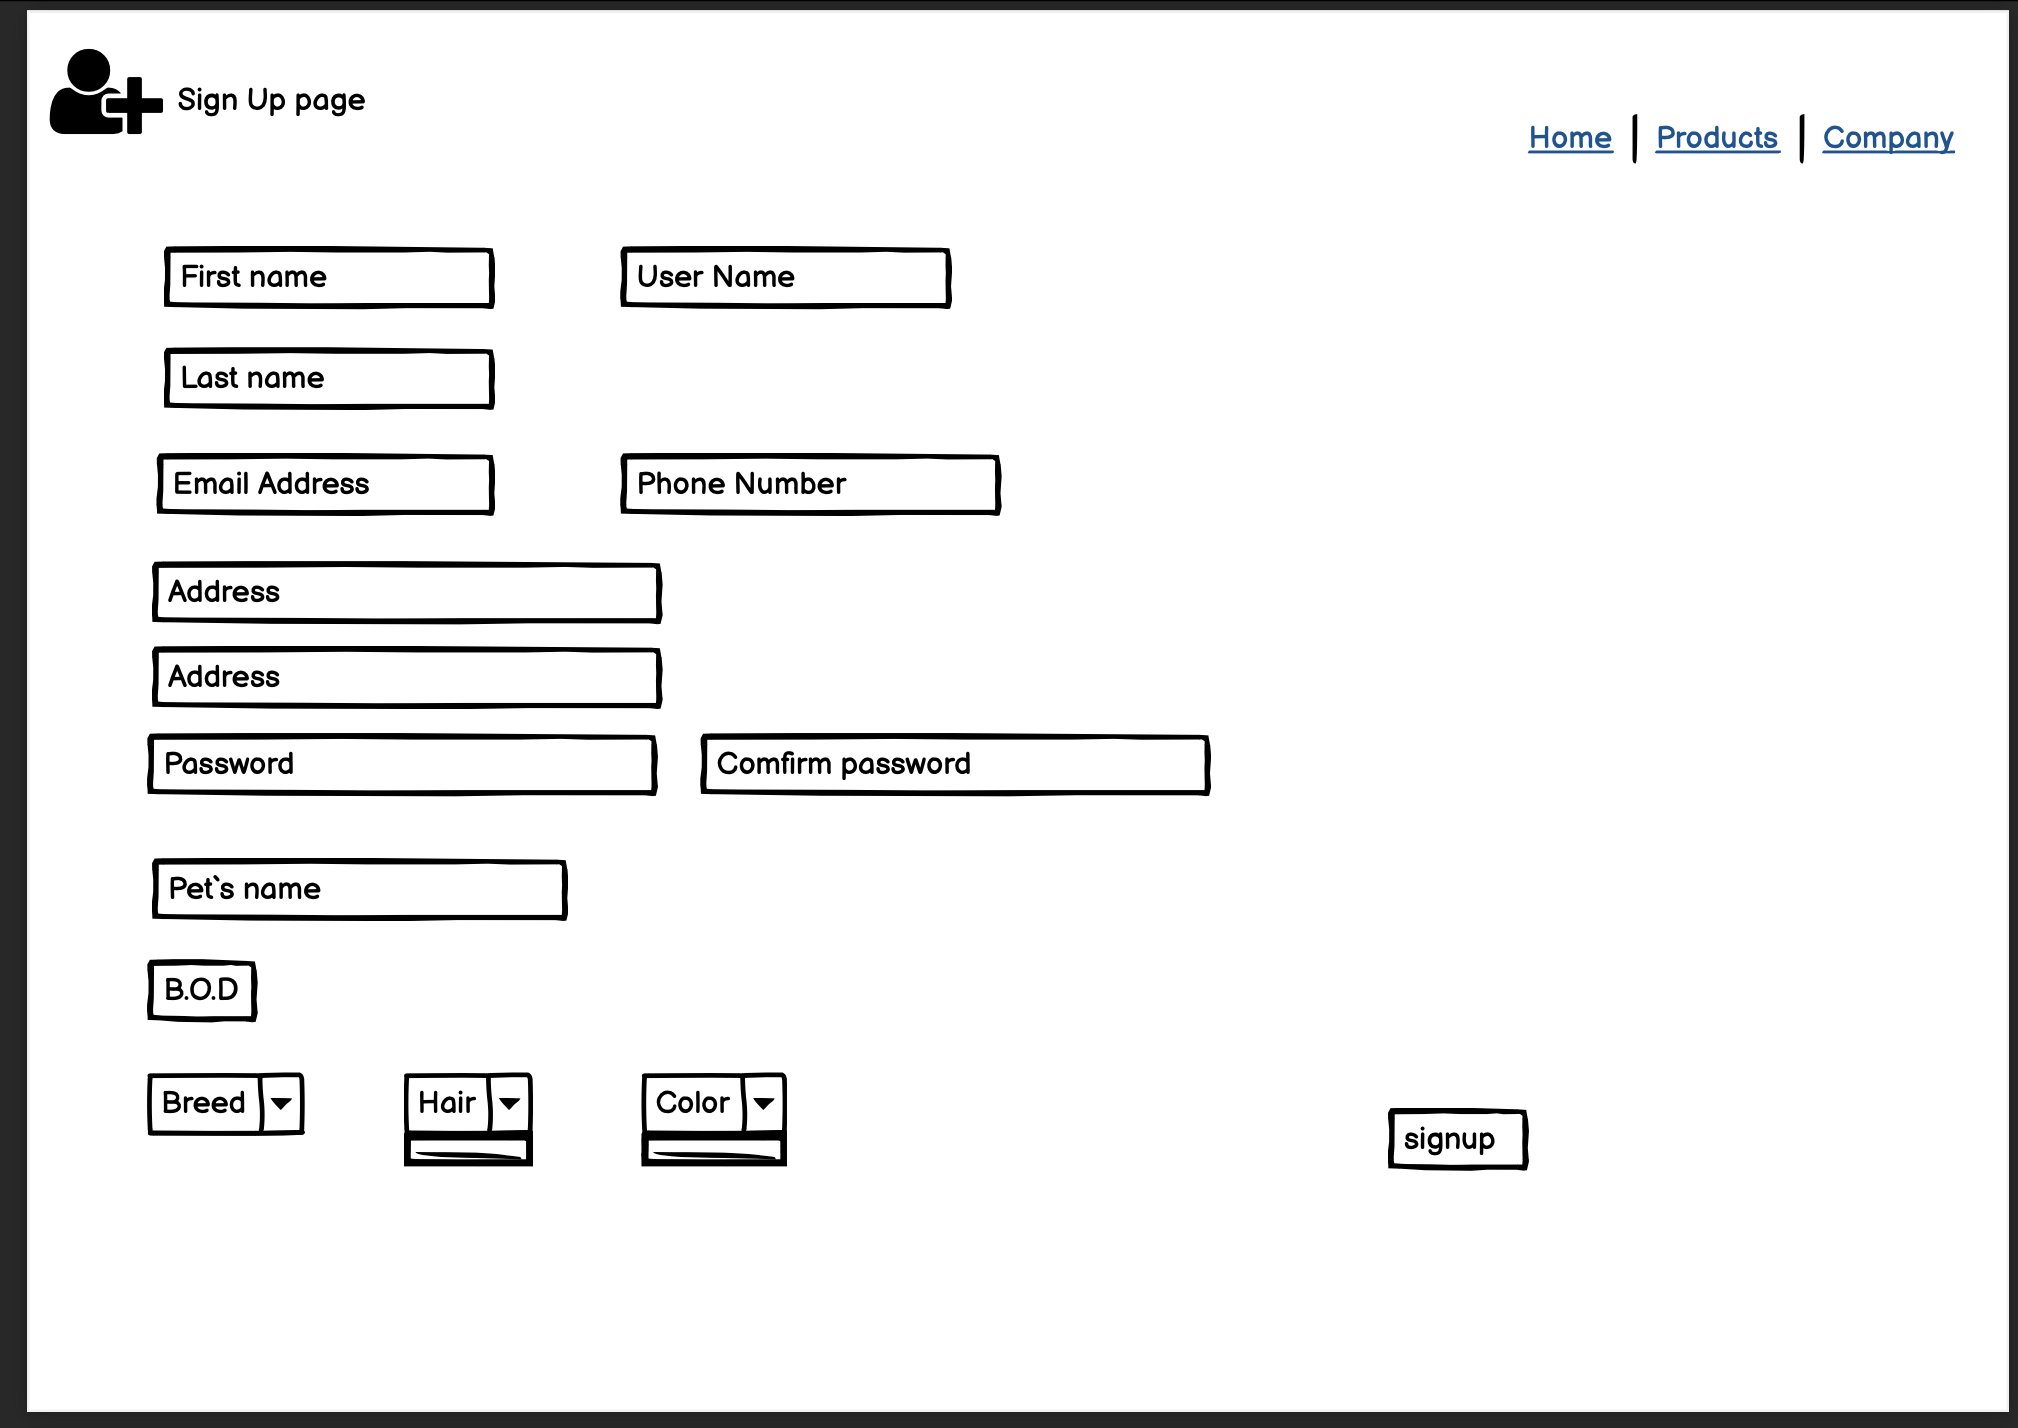 Sign Up page
Home | Products | Company
First name
User Name
Last name
Email Address
Phone Number
Address
Address
Password
Comfirm password
Pet`s name
B.O.D
Breed
Hair
Color
signup